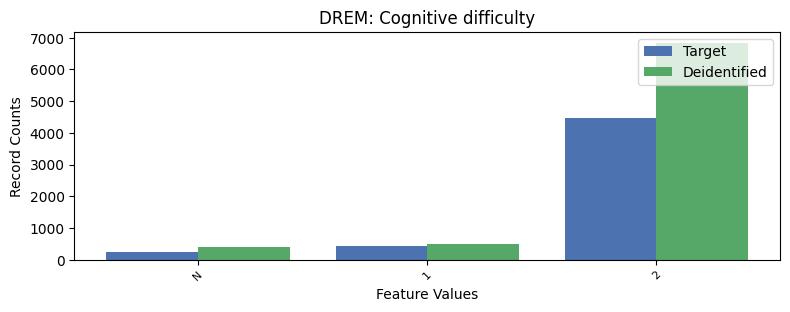 DREM: Cognitive difficulty
Target
Deidentified
Record Counts
7000
6000
5000
4000
3000
2000
1000
0
N
1
2
Feature Values